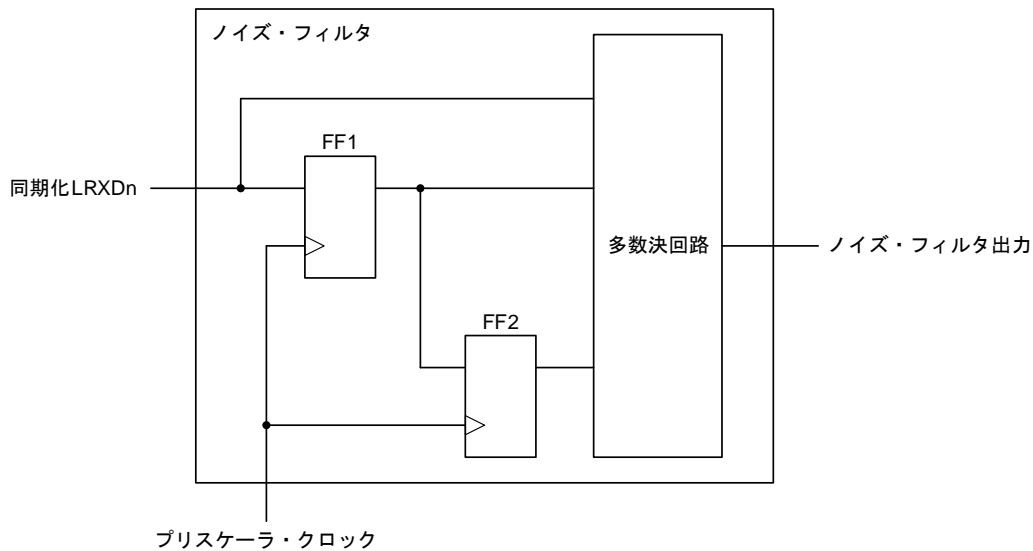 ノイズ・フィルタ
FF1
同期化LRXDn
多数決回路
ノイズ・フィルタ出力
FF2
プリスケーラ・クロック